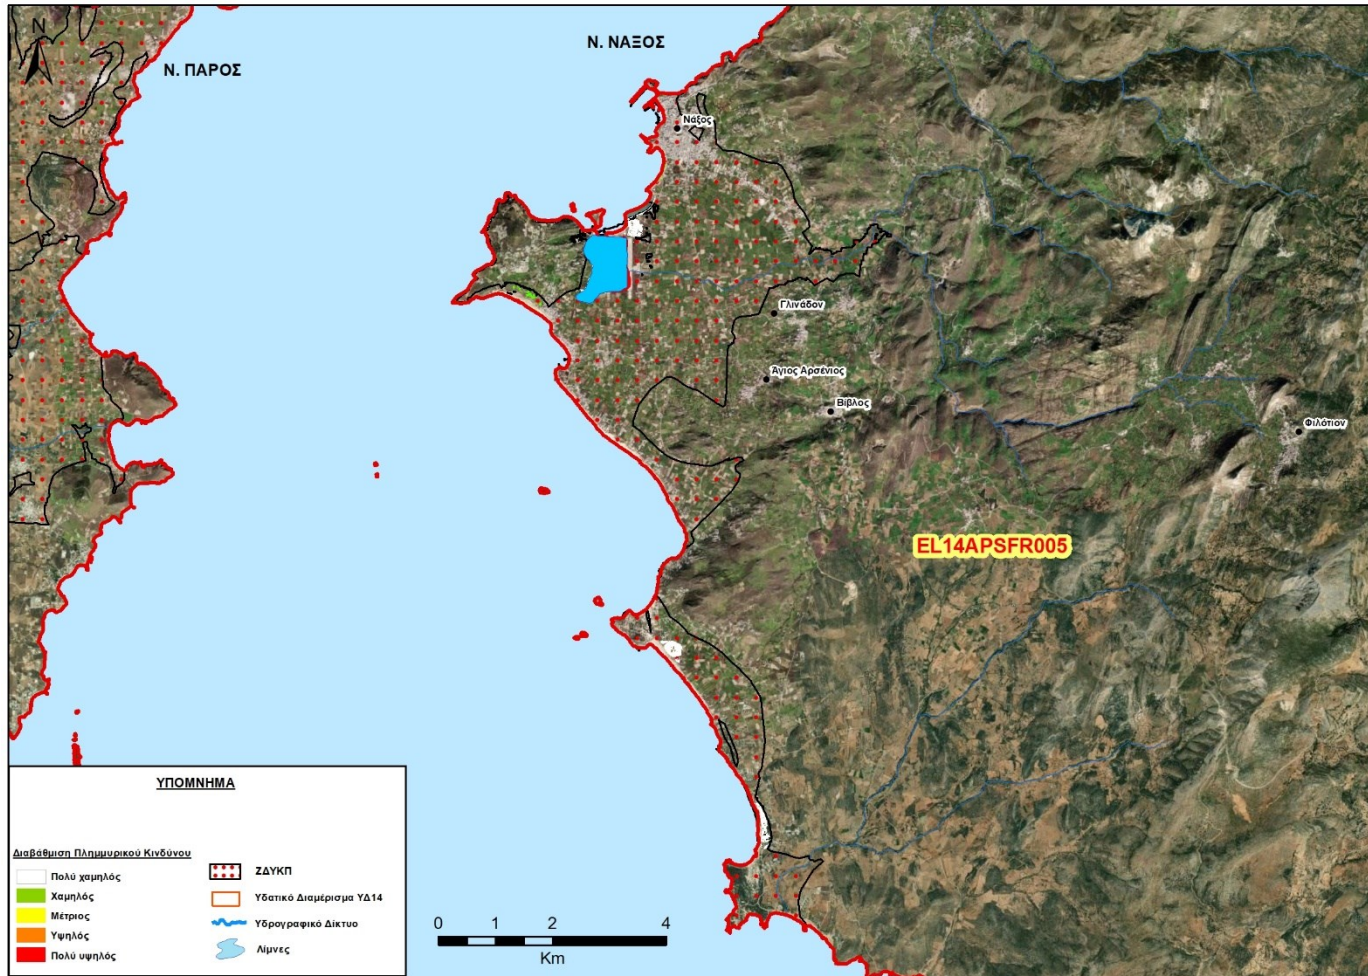 N
Ν. ΝΑΞΟΣ
Ν. ΠΑΡΟΣ
Νάξος
Γλινάδον
Άγιος Αρσένιος
Βίβλος
Φιλότιον
EL14APSFR005
ΥΠΟΜΝΗΜΑ
Διαβάθμιση Πλημμυρικού Κινδύνου
Πολύ χαμηλός
Χαμηλός
Μέτριος
Υψηλός
Πολύ υψηλός
ΖΔΥΚΠ
Υδατικό Διαμέρισμα ΥΔ14
Υδρογραφικό Δίκτυο
Λίμνες
0 1 2 4
Km